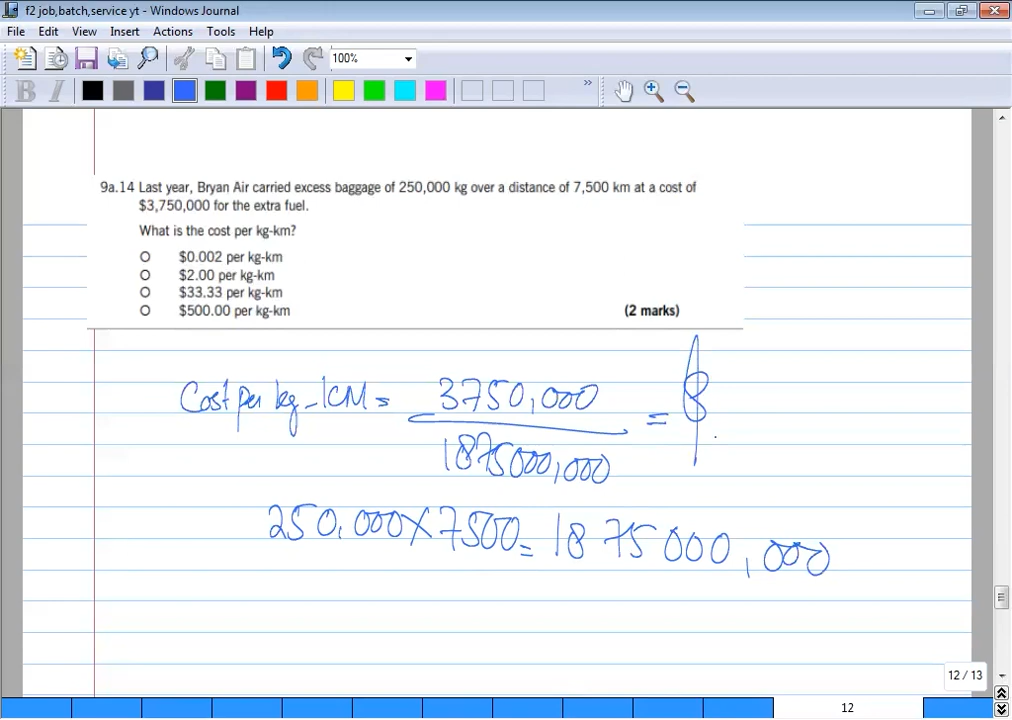 f2 job,batch,service yt - Windows Journal
File Edit View Insert Actions Tools Help
100%
B I
9a.14 Last year, Bryan Air carried excess baggage of 250,000 kg over a distance of 7,500 km at a cost of
$3,750,000 for the extra fuel.
What is the cost per kg-km?
O $0.002 per kg-km
O $2.00 per kg-km
O $33.33 per kg-km
O $500.00 per kg-km
(2 marks)
Cost per kg-KM = 3750,000 = $
1875000,000
250.000 X 7500 = 1875000,000
12 / 13
12